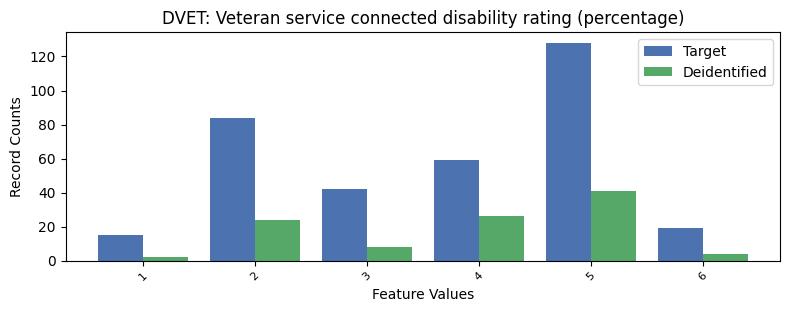 DVET: Veteran service connected disability rating (percentage)
Target
Deidentified
Record Counts
120
100
80
60
40
20
0
1 2 3 4 5 6
Feature Values